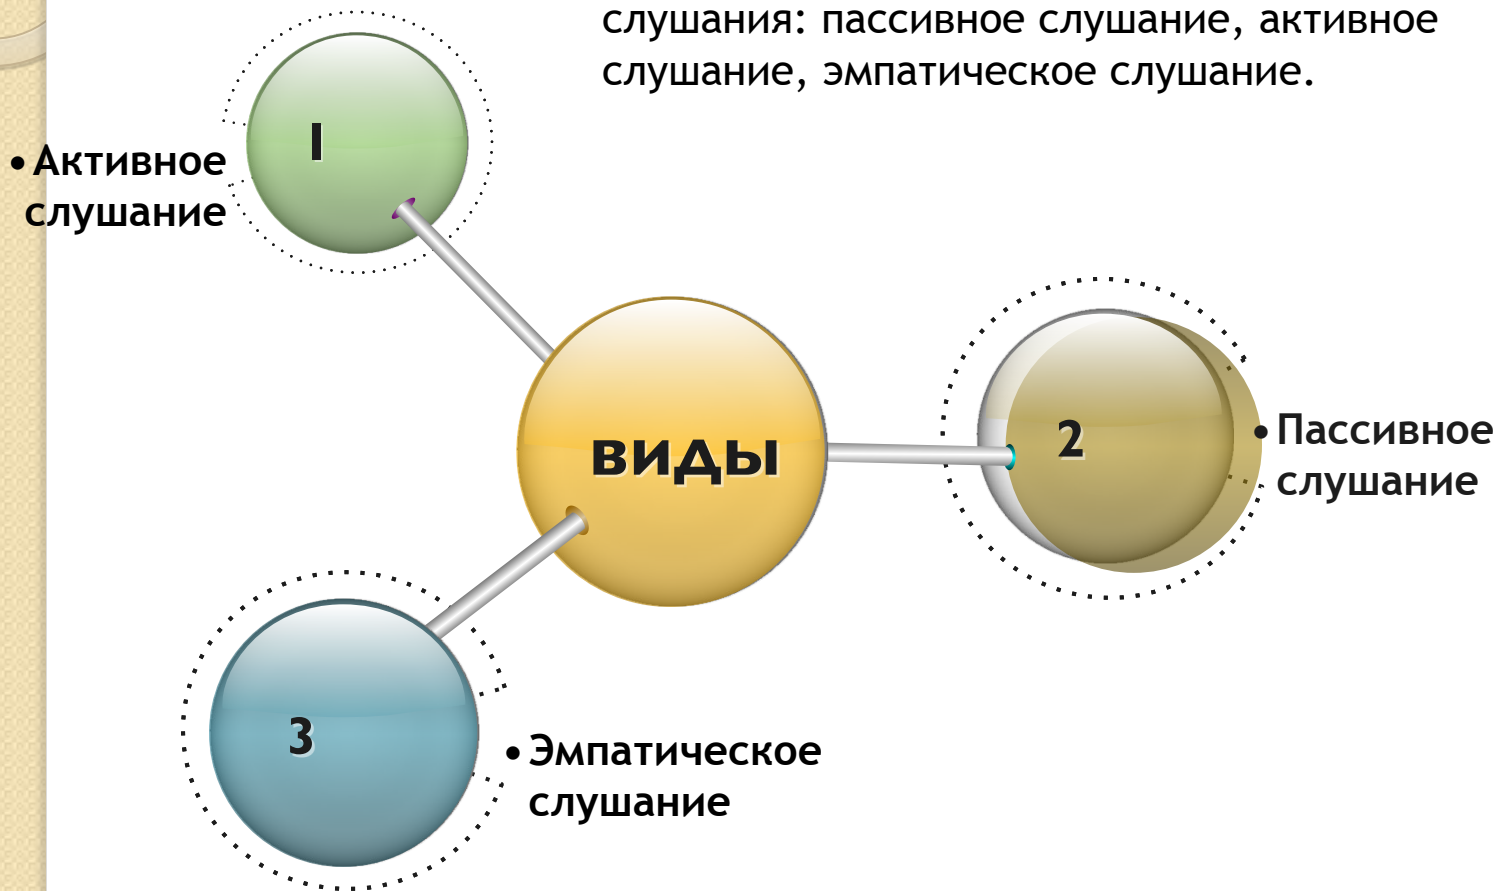 слушания: пассивное слушание, активное
слушание, эмпатическое слушание.
1
• Активное
слушание
виды
2
• Пассивное
слушание
3
• Эмпатическое
слушание